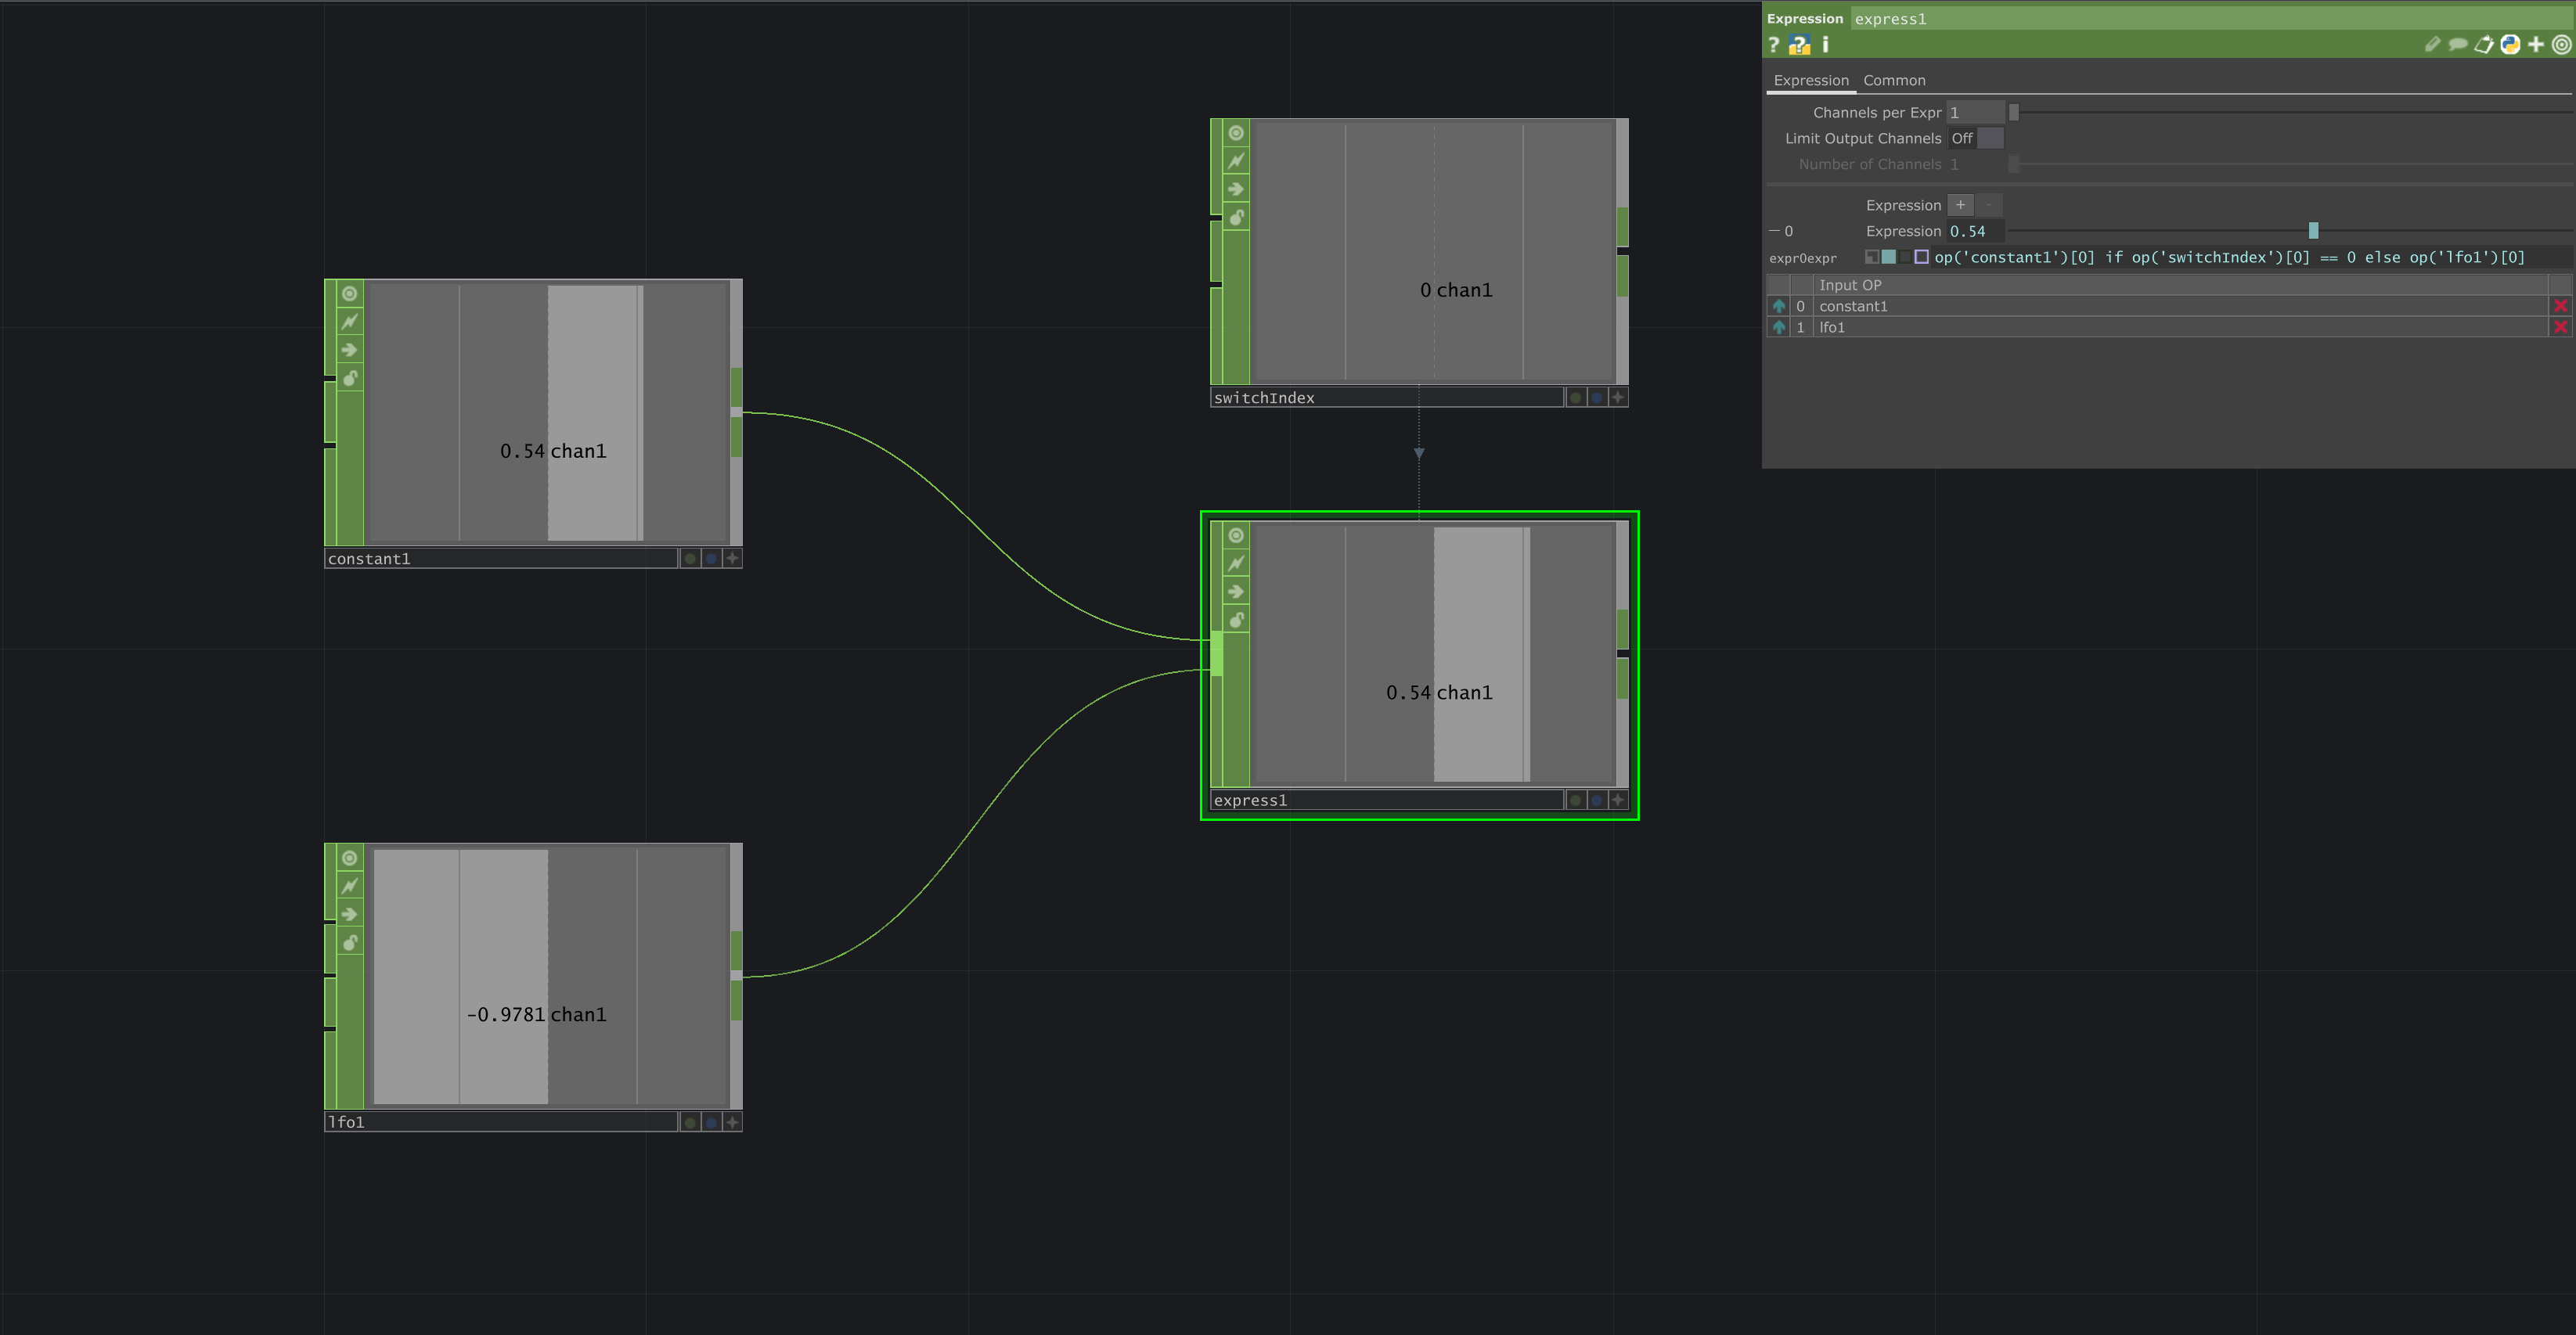 Expression express1
? ? i
Expression Common
Channels per Expr 1
Limit Output Channels Off
Number of Channels 1
Expression + -
0 Expression 0.54
expr0expr op('constant1')[0] if op('switchIndex')[0] == 0 else op('lfo1')[0]
Input OP
0 constant1
1 lfo1
0 chan1
switchIndex
0.54 chan1
constant1
0.54 chan1
express1
-0.9781 chan1
lfo1